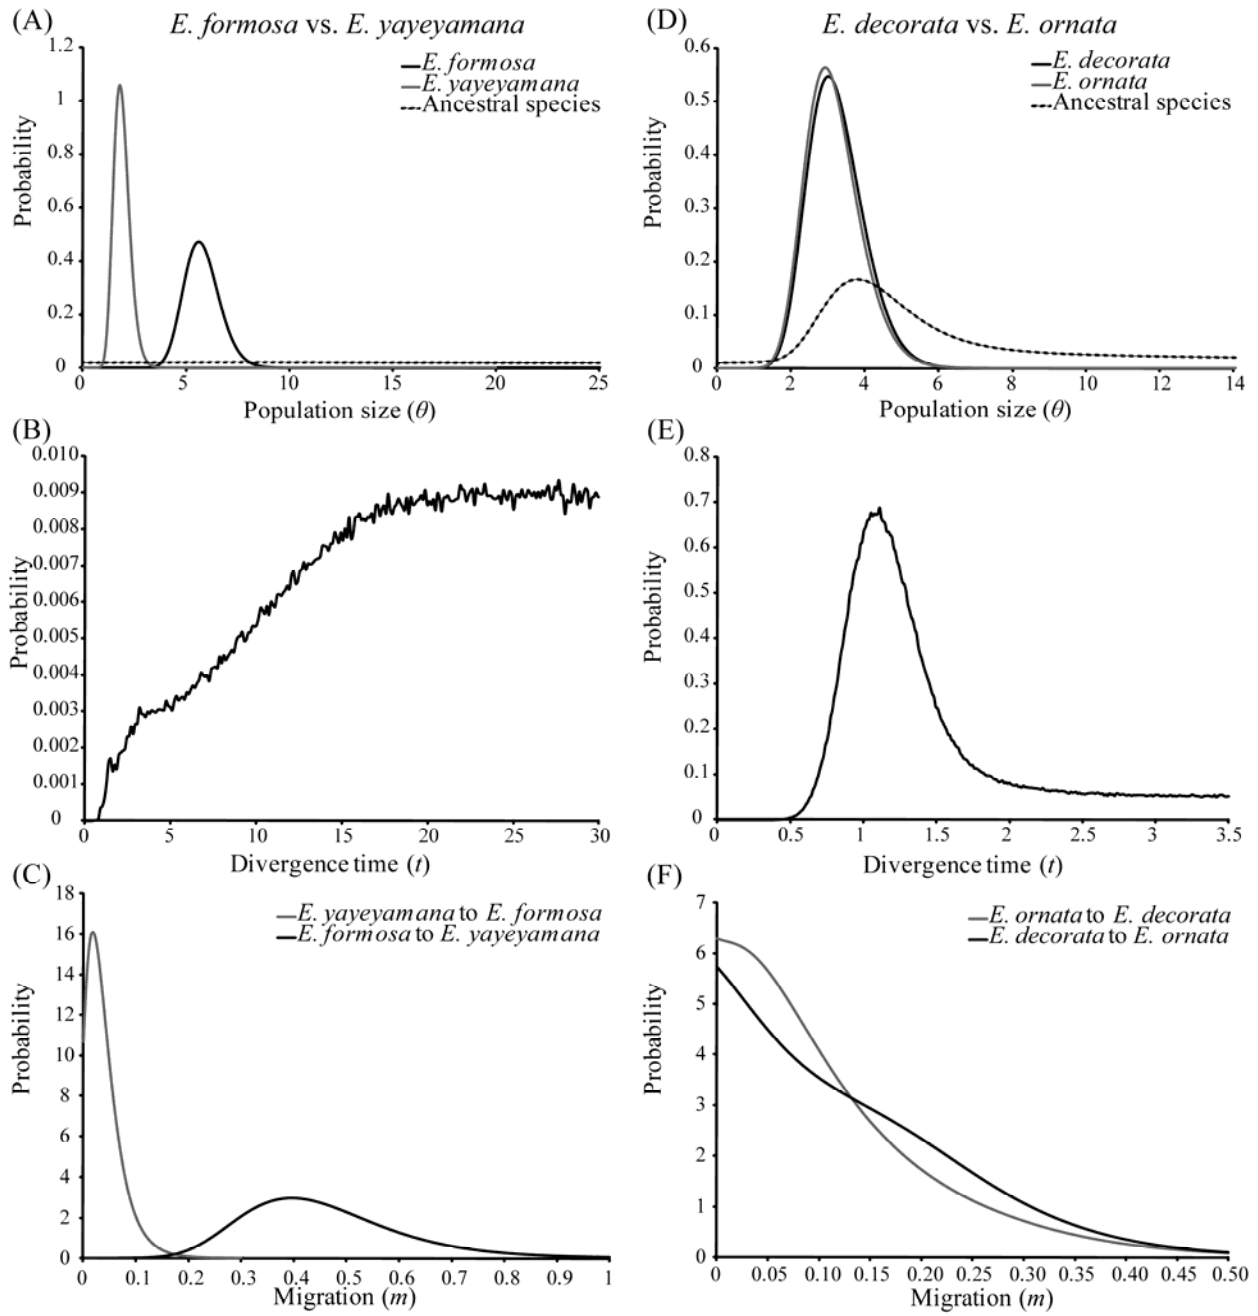 (A) E. formosa vs. E. yayeyamana
1.2
1
0.8
0.6
0.4
0.2
0
Probability
E. formosa
E. yayeyamana
Ancestral species
0 5 10 15 20 25
Population size (θ)
(D) E. decorata vs. E. ornata
0.6
0.5
0.4
0.3
0.2
0.1
0
Probability
E. decorata
E. ornata
Ancestral species
0 2 4 6 8 10 12 14
Population size (θ)
(B)
0.010
0.009
0.008
0.007
0.006
0.005
0.004
0.003
0.002
0.001
0
Probability
0 5 10 15 20 25 30
Divergence time (t)
(E)
0.8
0.7
0.6
0.5
0.4
0.3
0.2
0.1
0
Probability
0 0.5 1 1.5 2 2.5 3 3.5
Divergence time (t)
(C)
18
16
14
12
10
8
6
4
2
0
Probability
E. yayeyamana to E. formosa
E. formosa to E. yayeyamana
0 0.1 0.2 0.3 0.4 0.5 0.6 0.7 0.8 0.9 1
Migration (m)
(F)
7
6
5
4
3
2
1
0
Probability
E. ornata to E. decorata
E. decorata to E. ornata
0 0.05 0.10 0.15 0.20 0.25 0.30 0.35 0.40 0.45 0.50
Migration (m)